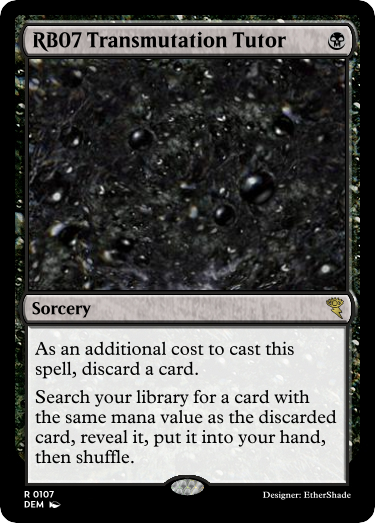 RB07 Transmutation Tutor
Sorcery
As an additional cost to cast this
spell, discard a card.
Search your library for a card with
the same mana value as the discarded
card, reveal it, put it into your hand,
then shuffle.
R 0107
DEM
Designer: EtherShade